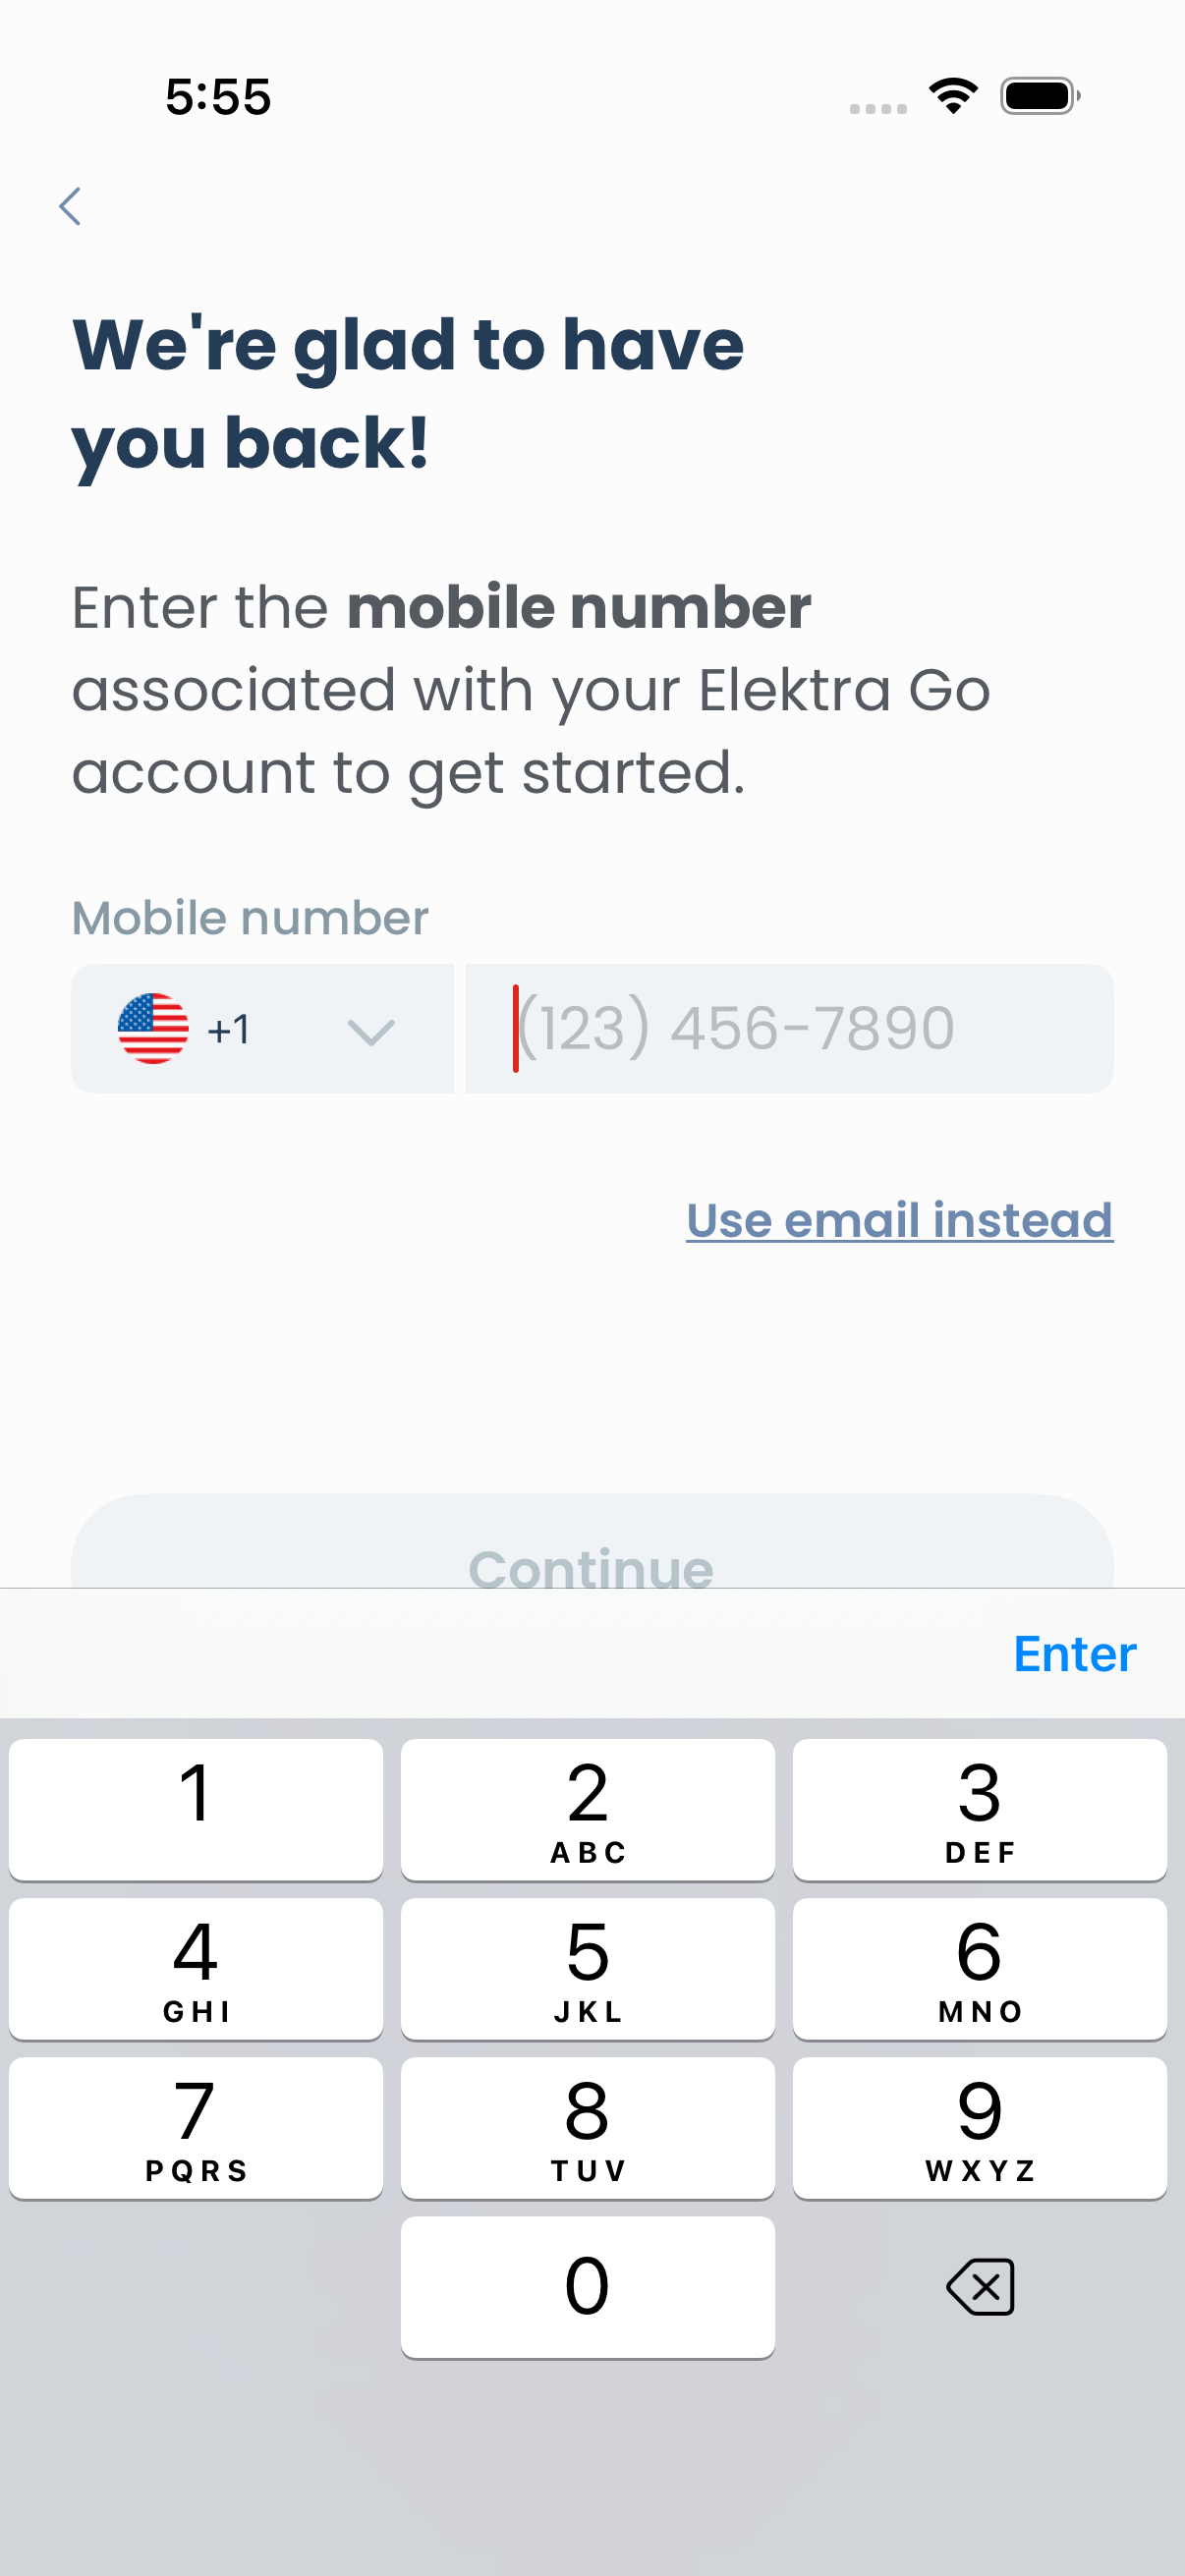 5:55
We're glad to have
you back!
Enter the mobile number
associated with your Elektra Go
account to get started.
Mobile number
+1
(123) 456-7890
Use email instead
Continue
Enter
1
2
ABC
3
DEF
4
GHI
5
JKL
6
MNO
7
PQRS
8
TUV
9
WXYZ
0